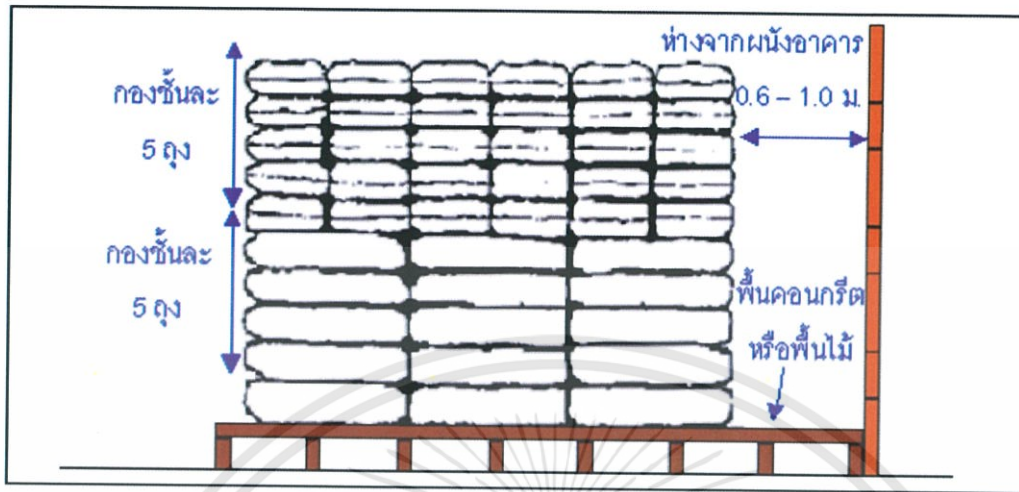 ห่างจากผนังอาคาร
0.6 – 1.0 ม.
กองชั้นละ
5 ถุง
กองชั้นละ
5 ถุง
พื้นคอนกรีต
หรือพื้นไม้